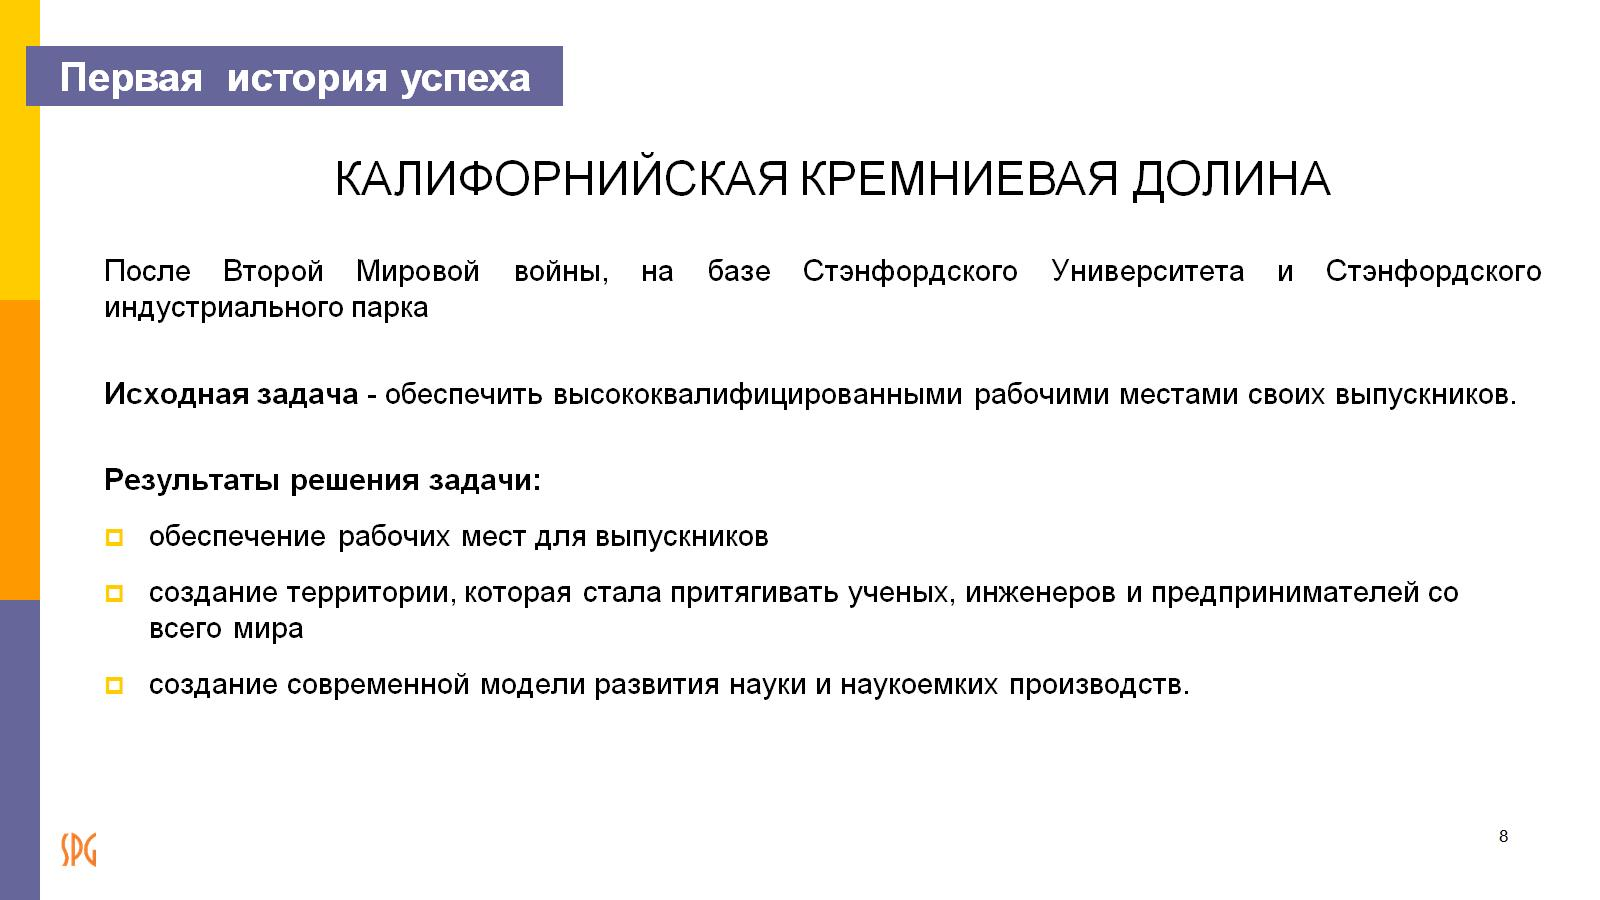 Первая  история успеха
КАЛИФОРНИЙСКАЯ КРЕМНИЕВАЯ ДОЛИНА
После Второй Мировой войны, на базе Стэнфордского Университета и Стэнфордского
индустриального парка
Исходная задача - обеспечить высококвалифицированными рабочими местами своих выпускников.
Результаты решения задачи:
обеспечение рабочих мест для выпускников
создание территории, которая стала притягивать ученых, инженеров и предпринимателей со
всего мира
создание современной модели развития науки и наукоемких производств.
SPG
8